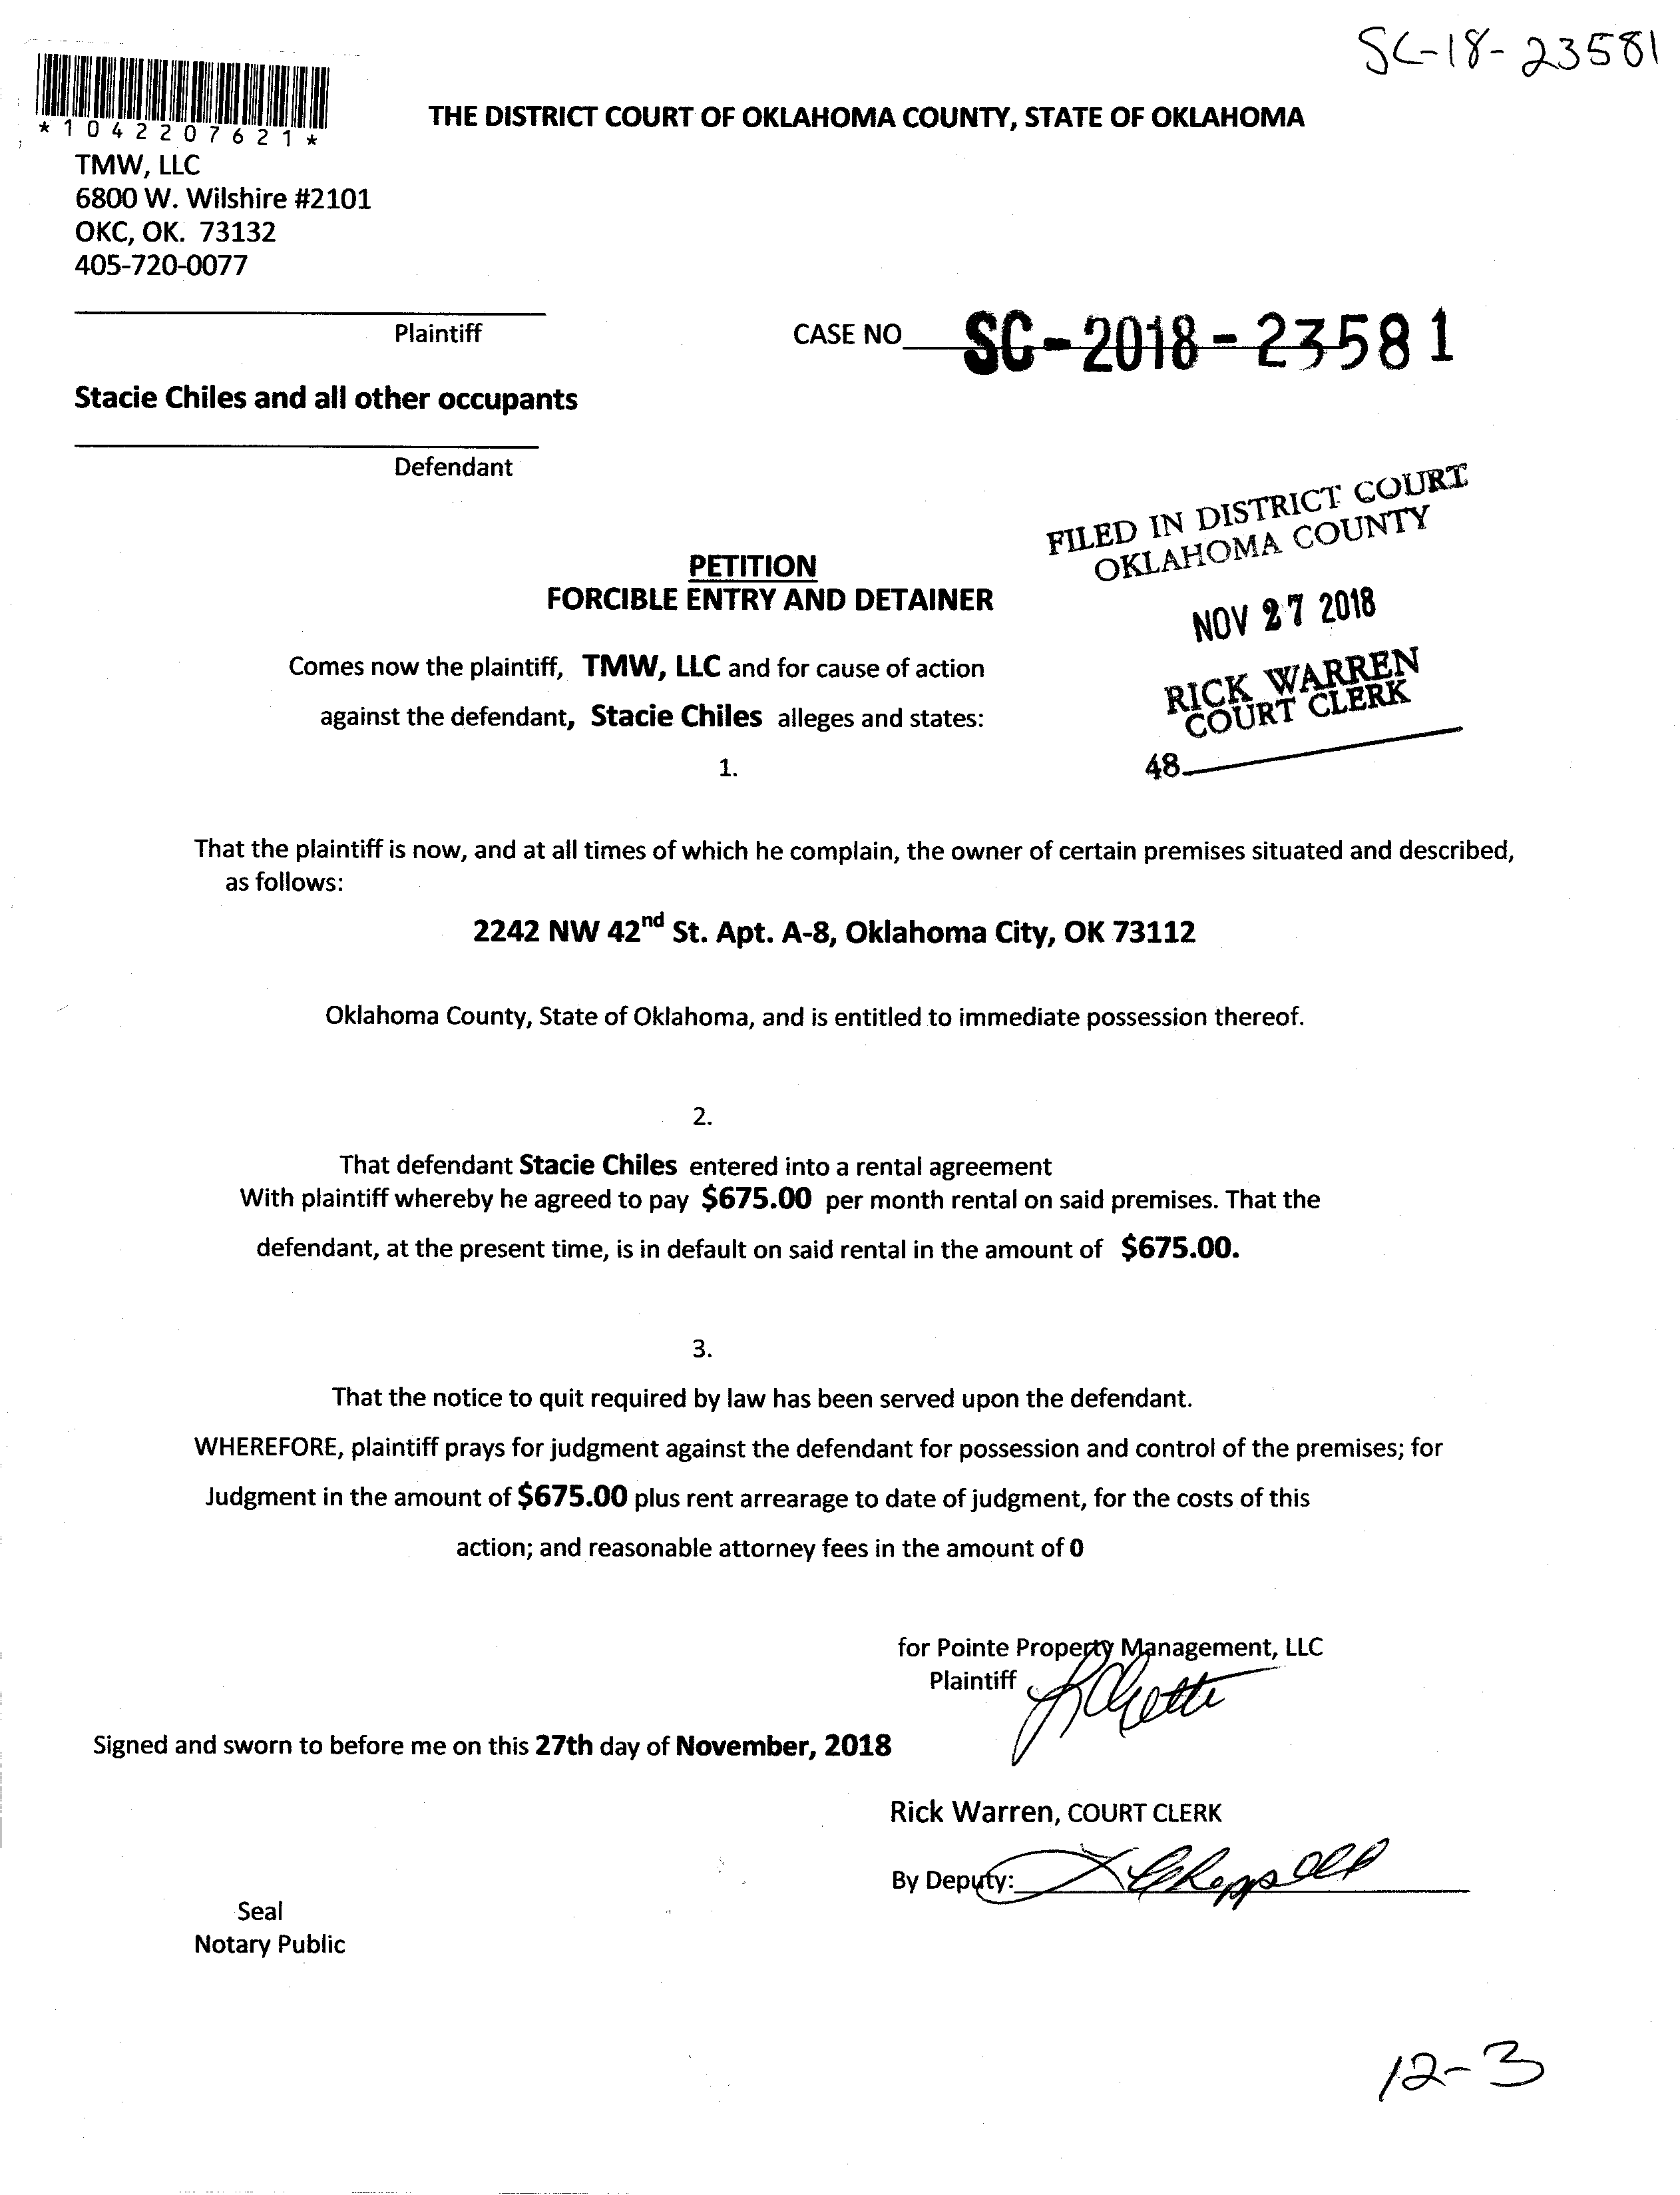 SC-18-23581
*1042207621*
THE DISTRICT COURT OF OKLAHOMA COUNTY, STATE OF OKLAHOMA
TMW, LLC
6800 W. Wilshire #2101
OKC, OK. 73132
405-720-0077
Plaintiff
CASE NO SC-2018-23581
Stacie Chiles and all other occupants
Defendant
FILED IN DISTRICT COURT
OKLAHOMA COUNTY
NOV 27 2018
RICK WARREN
COURT CLERK
48
PETITION
FORCIBLE ENTRY AND DETAINER
Comes now the plaintiff, TMW, LLC and for cause of action
against the defendant, Stacie Chiles alleges and states:
1.
That the plaintiff is now, and at all times of which he complain, the owner of certain premises situated and described,
as follows:
2242 NW 42nd St. Apt. A-8, Oklahoma City, OK 73112
Oklahoma County, State of Oklahoma, and is entitled to immediate possession thereof.
2.
That defendant Stacie Chiles entered into a rental agreement
With plaintiff whereby he agreed to pay $675.00 per month rental on said premises. That the
defendant, at the present time, is in default on said rental in the amount of $675.00.
3.
That the notice to quit required by law has been served upon the defendant.
WHEREFORE, plaintiff prays for judgment against the defendant for possession and control of the premises; for
Judgment in the amount of $675.00 plus rent arrearage to date of judgment, for the costs of this
action; and reasonable attorney fees in the amount of 0
for Pointe Property Management, LLC
Plaintiff
Signed and sworn to before me on this 27th day of November, 2018
Rick Warren, COURT CLERK
By Deputy:
Seal
Notary Public
12-3